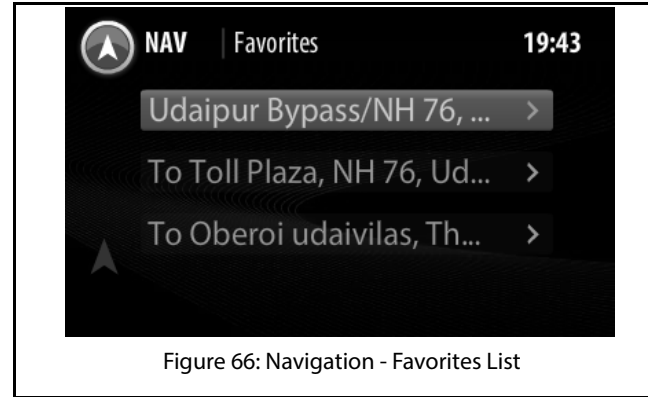 NAV | Favorites 19:43
Udaipur Bypass/NH 76, ... >
To Toll Plaza, NH 76, Ud... >
To Oberoi udaivilas, Th... >
Figure 66: Navigation - Favorites List